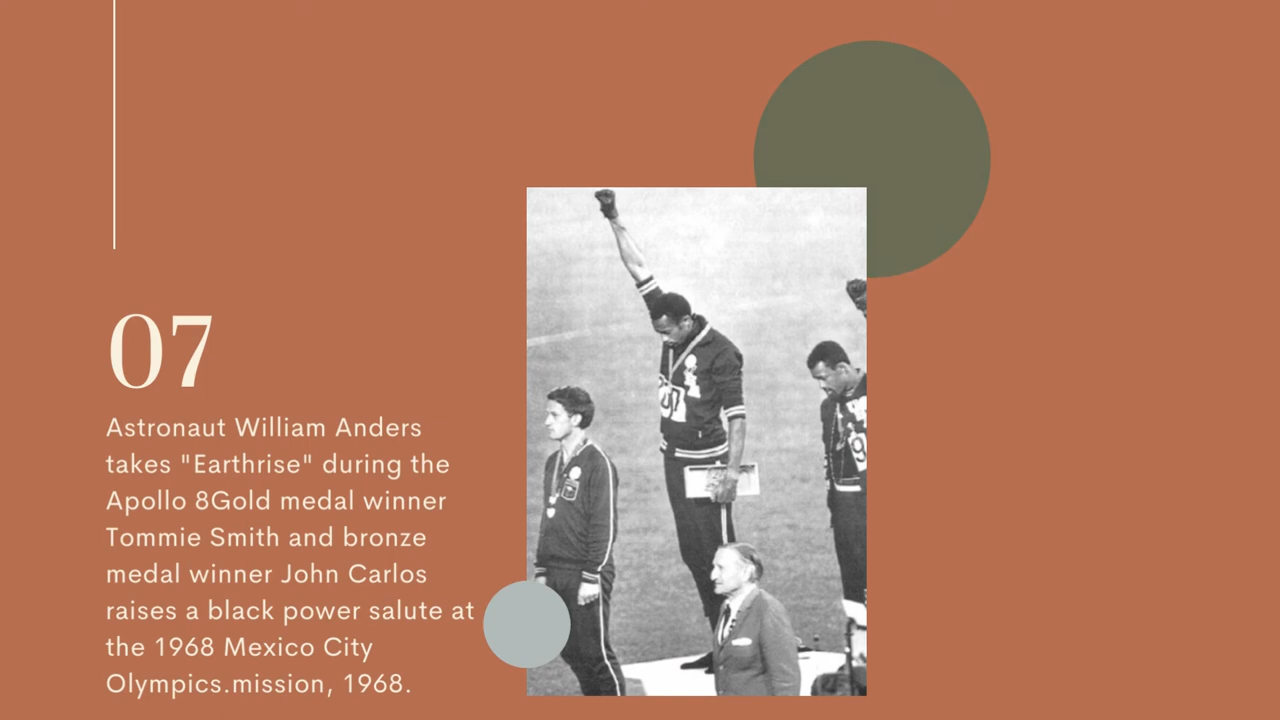 07
Astronaut William Anders
takes "Earthrise" during the
Apollo 8Gold medal winner
Tommie Smith and bronze
medal winner John Carlos
raises a black power salute at
the 1968 Mexico City
Olympics.mission, 1968.